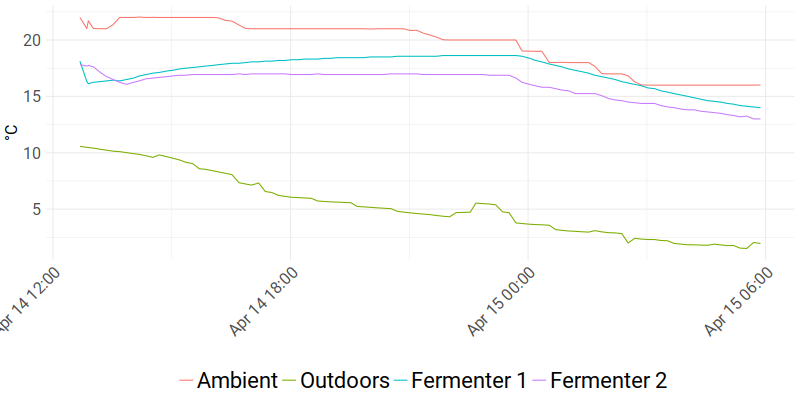 20
15
10
5
°C
Apr 14 12:00
Apr 14 18:00
Apr 15 00:00
Apr 15 06:00
Ambient Outdoors Fermenter 1 Fermenter 2